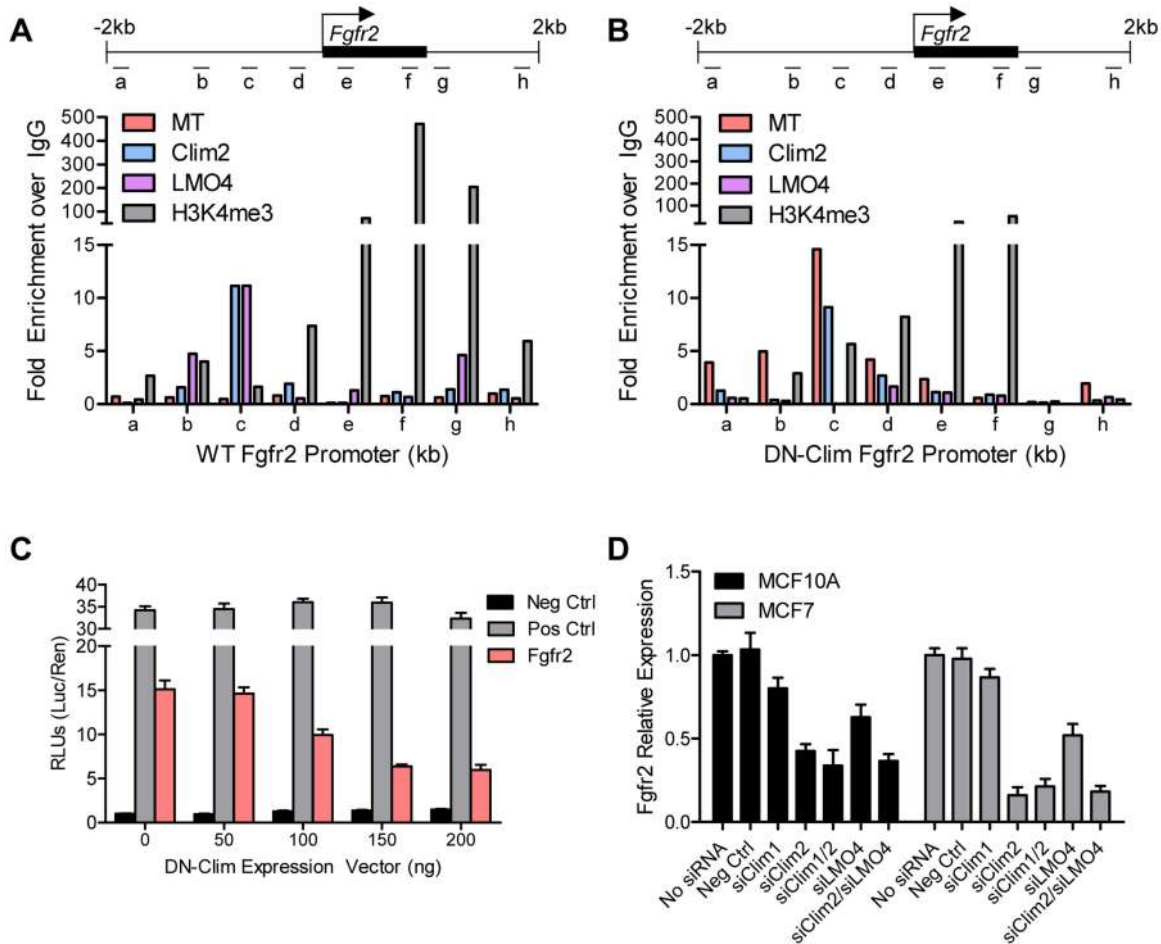 A
-2kb
Fgfr2
2kb
a b c d e f g h
Fold Enrichment over IgG
500
400
300
200
100
15
10
5
0
MT
Clim2
LMO4
H3K4me3
a b c d e f g h
WT Fgfr2 Promoter (kb)
B
-2kb
Fgfr2
2kb
a b c d e f g h
Fold Enrichment over IgG
500
400
300
200
100
15
10
5
0
MT
Clim2
LMO4
H3K4me3
a b c d e f g h
DN-Clim Fgfr2 Promoter (kb)
C
RLUs (Luc/Ren)
40
35
30
20
15
10
5
0
Neg Ctrl
Pos Ctrl
Fgfr2
0 50 100 150 200
DN-Clim Expression Vector (ng)
D
Fgfr2 Relative Expression
1.5
1.0
0.5
0.0
MCF10A
MCF7
No siRNA
Neg Ctrl
siClim1
siClim2
siClim1/2
siLMO4
siClim2/siLMO4
No siRNA
Neg Ctrl
siClim1
siClim2
siClim1/2
siLMO4
siClim2/siLMO4